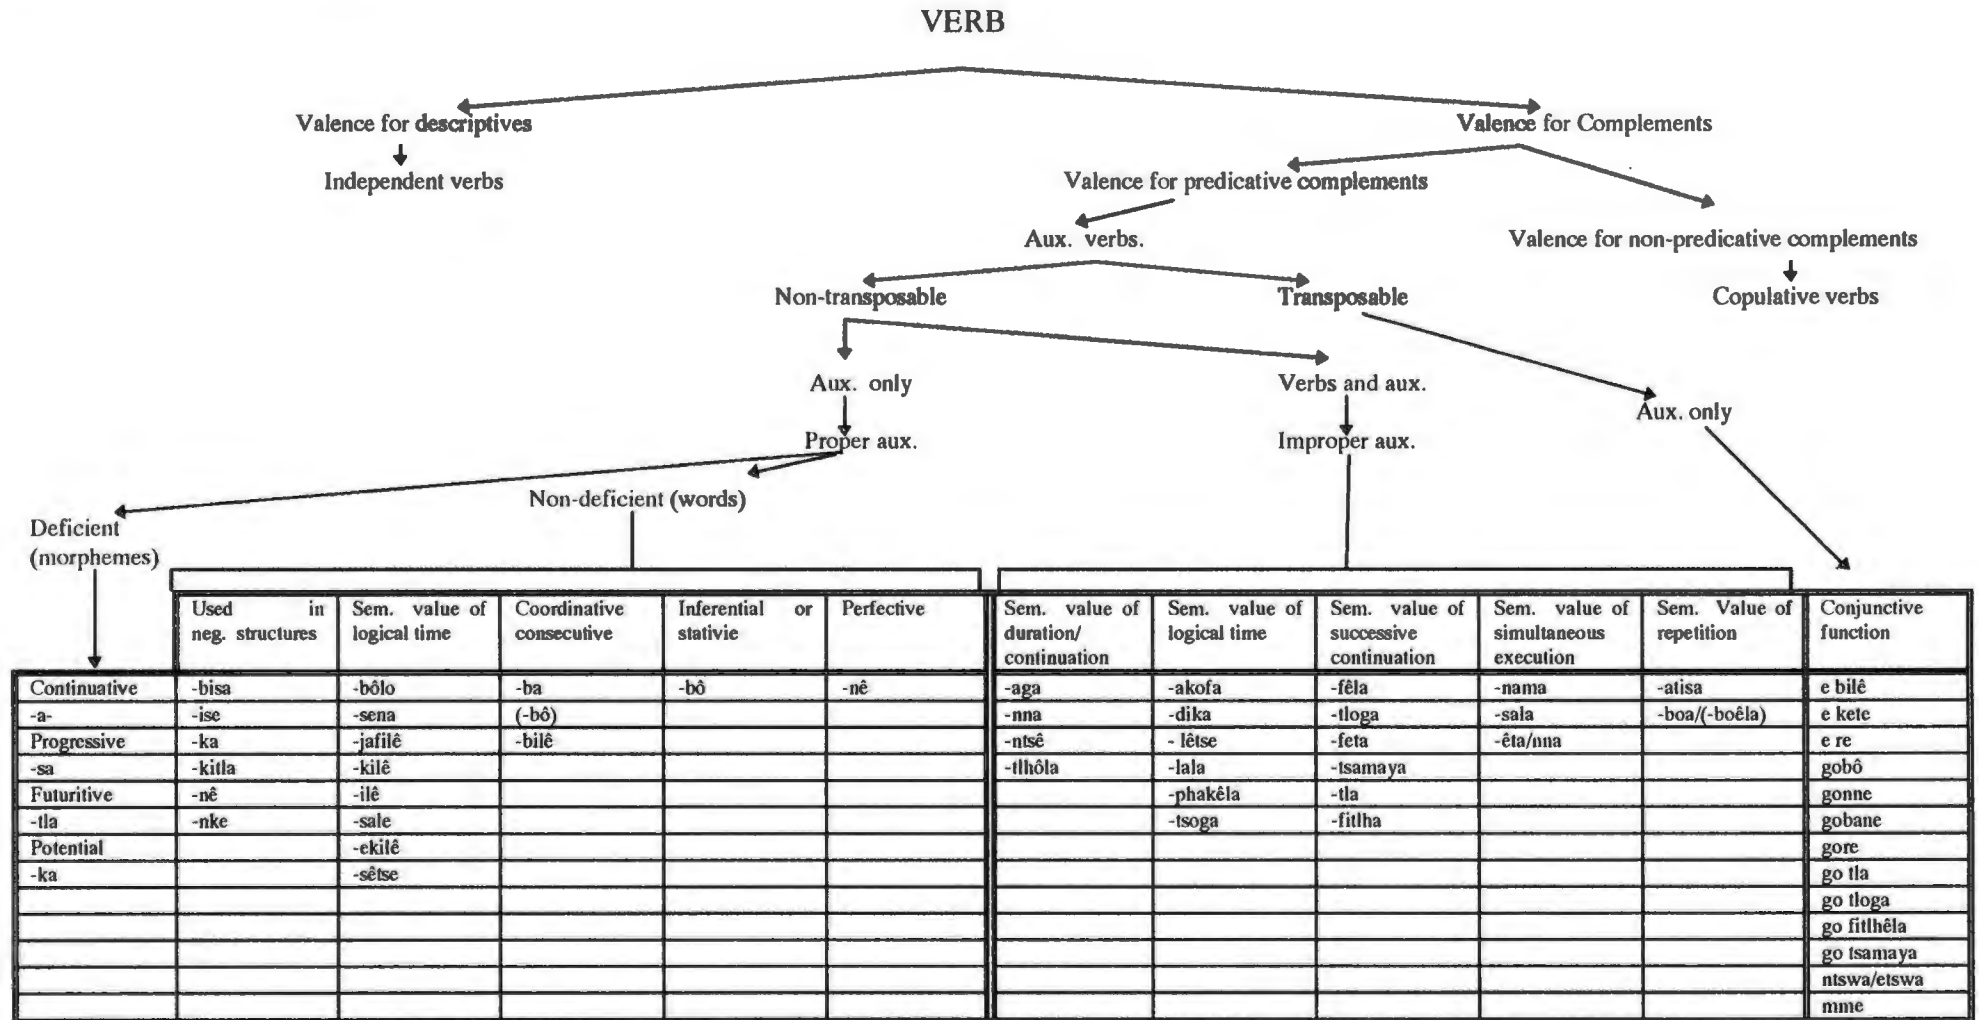 VERB
Valence for descriptives
Valence for Complements
Independent verbs
Valence for predicative complements
Aux. verbs.
Valence for non-predicative complements
Non-transposable
Transposable
Copulative verbs
Aux. only
Verbs and aux.
Aux. only
Proper aux.
Improper aux.
Non-deficient (words)
Deficient
(morphemes)
Used in neg. structures | Sem. value of logical time | Coordinative consecutive | Inferential or stativie | Perfective | Sem. value of duration/ continuation | Sem. value of logical time | Sem. value of successive continuation | Sem. value of simultaneous execution | Sem. Value of repetition | Conjunctive function
Continuative | -bisa | -bôlo | -ba | -bô | -nê | -aga | -akofa | -fêla | -nama | -atisa | e bilê
-a- | -ise | -sena | (-bô) | -nna | -dika | -tloga | -sala | -boa/(-boêla) | e kete
Progressive | -ka | -jafilê | -bilê | -ntsê | - lêtse | -feta | -êta/nna | e re
-sa | -kitla | -kilê | -tlhôla | -lala | -tsamaya | gobô
Futuritive | -nê | -ilê | -phakêla | -tla | gonne
-tla | -nke | -sale | -tsoga | -fitlha | gobane
Potential | -ekilê | gore
-ka | -sêtse | go tla
go tloga
go fitlhêla
go tsamaya
ntswa/etswa
mme